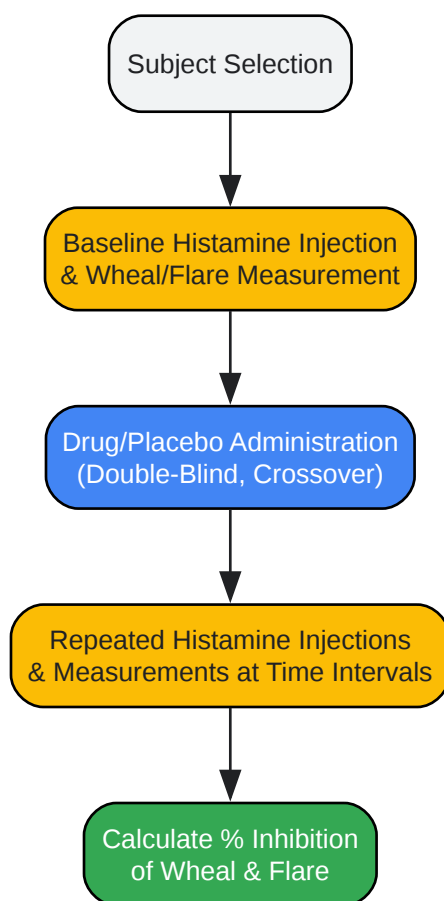 Subject Selection
Baseline Histamine Injection
& Wheal/Flare Measurement
Drug/Placebo Administration
(Double-Blind, Crossover)
Repeated Histamine Injections
& Measurements at Time Intervals
Calculate % Inhibition
of Wheal & Flare